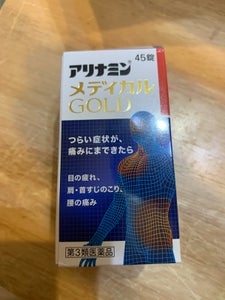 45錠
アリナミン
メディカル
GOLD
つらい症状が、
痛みにまできたら
目の疲れ、
肩・首すじのこり、
腰の痛み
第3類医薬品